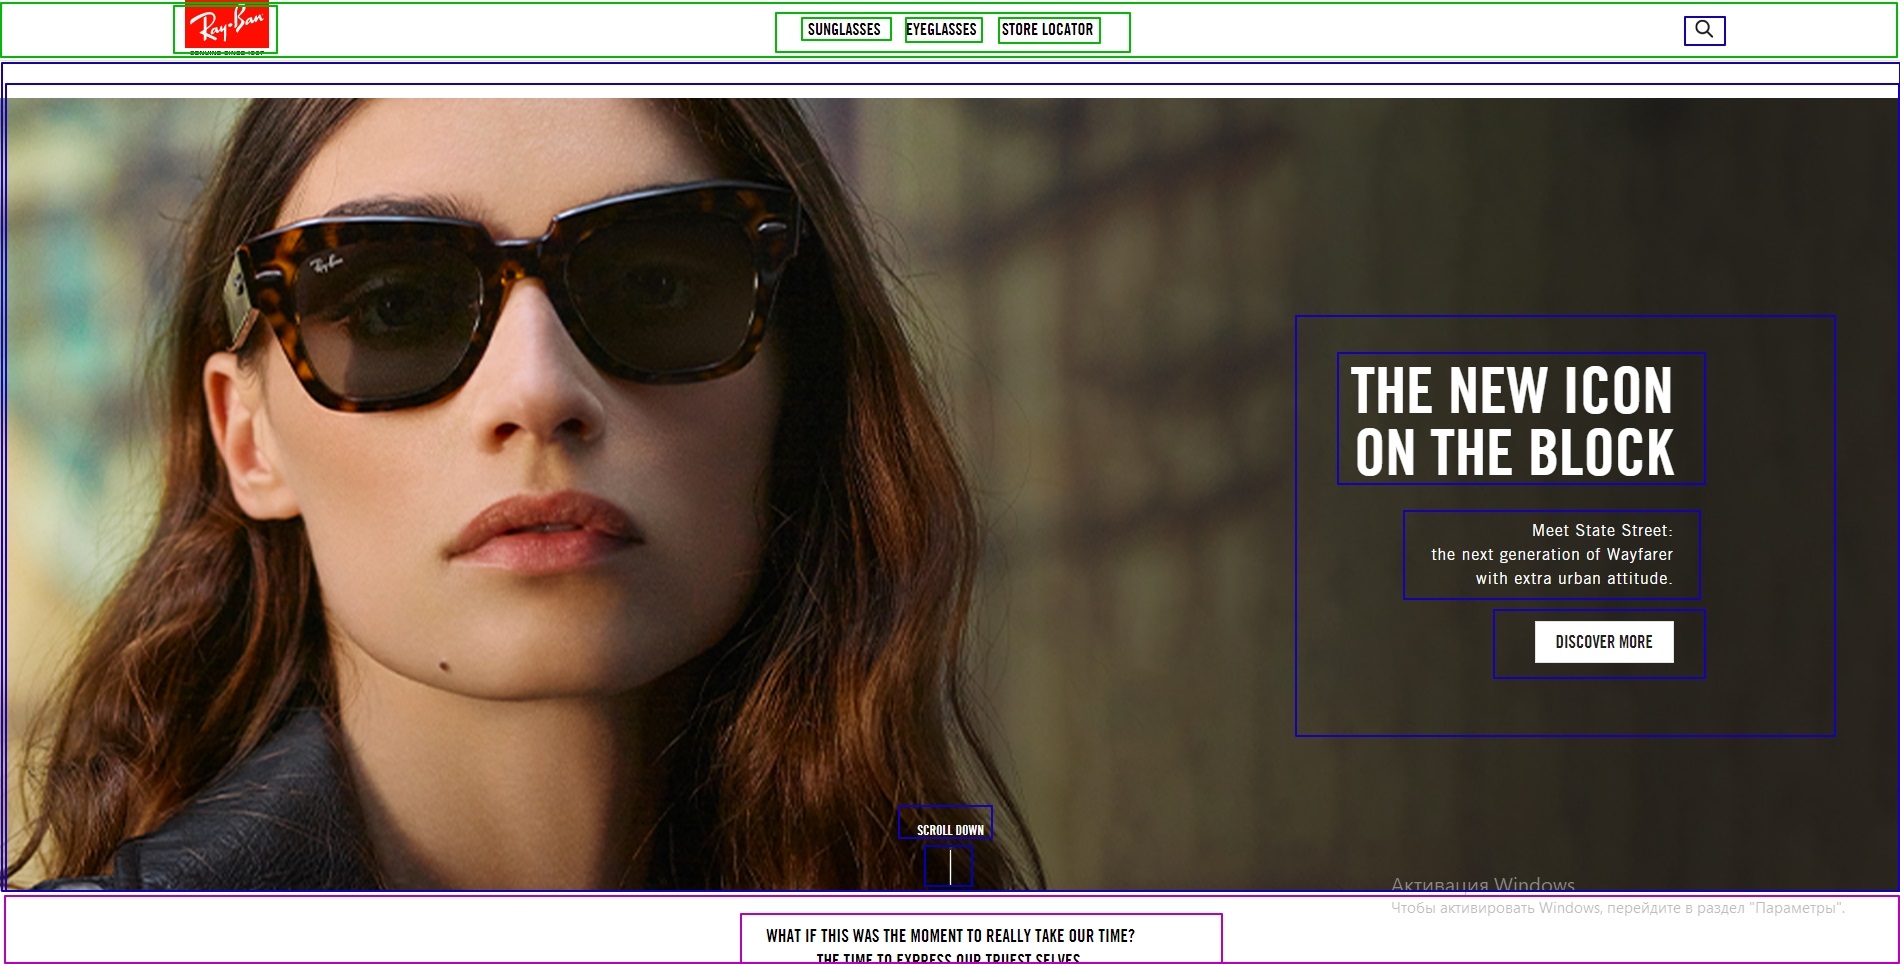 Ray-Ban
GENUINE SINCE 1937
SUNGLASSES
EYEGLASSES
STORE LOCATOR
Ray-Ban
THE NEW ICON
ON THE BLOCK
Meet State Street:
the next generation of Wayfarer
with extra urban attitude.
DISCOVER MORE
SCROLL DOWN
Активация Windows
Чтобы активировать Windows, перейдите в раздел "Параметры".
WHAT IF THIS WAS THE MOMENT TO REALLY TAKE OUR TIME?
THE TIME TO EXPRESS OUR TRUEST SELVES